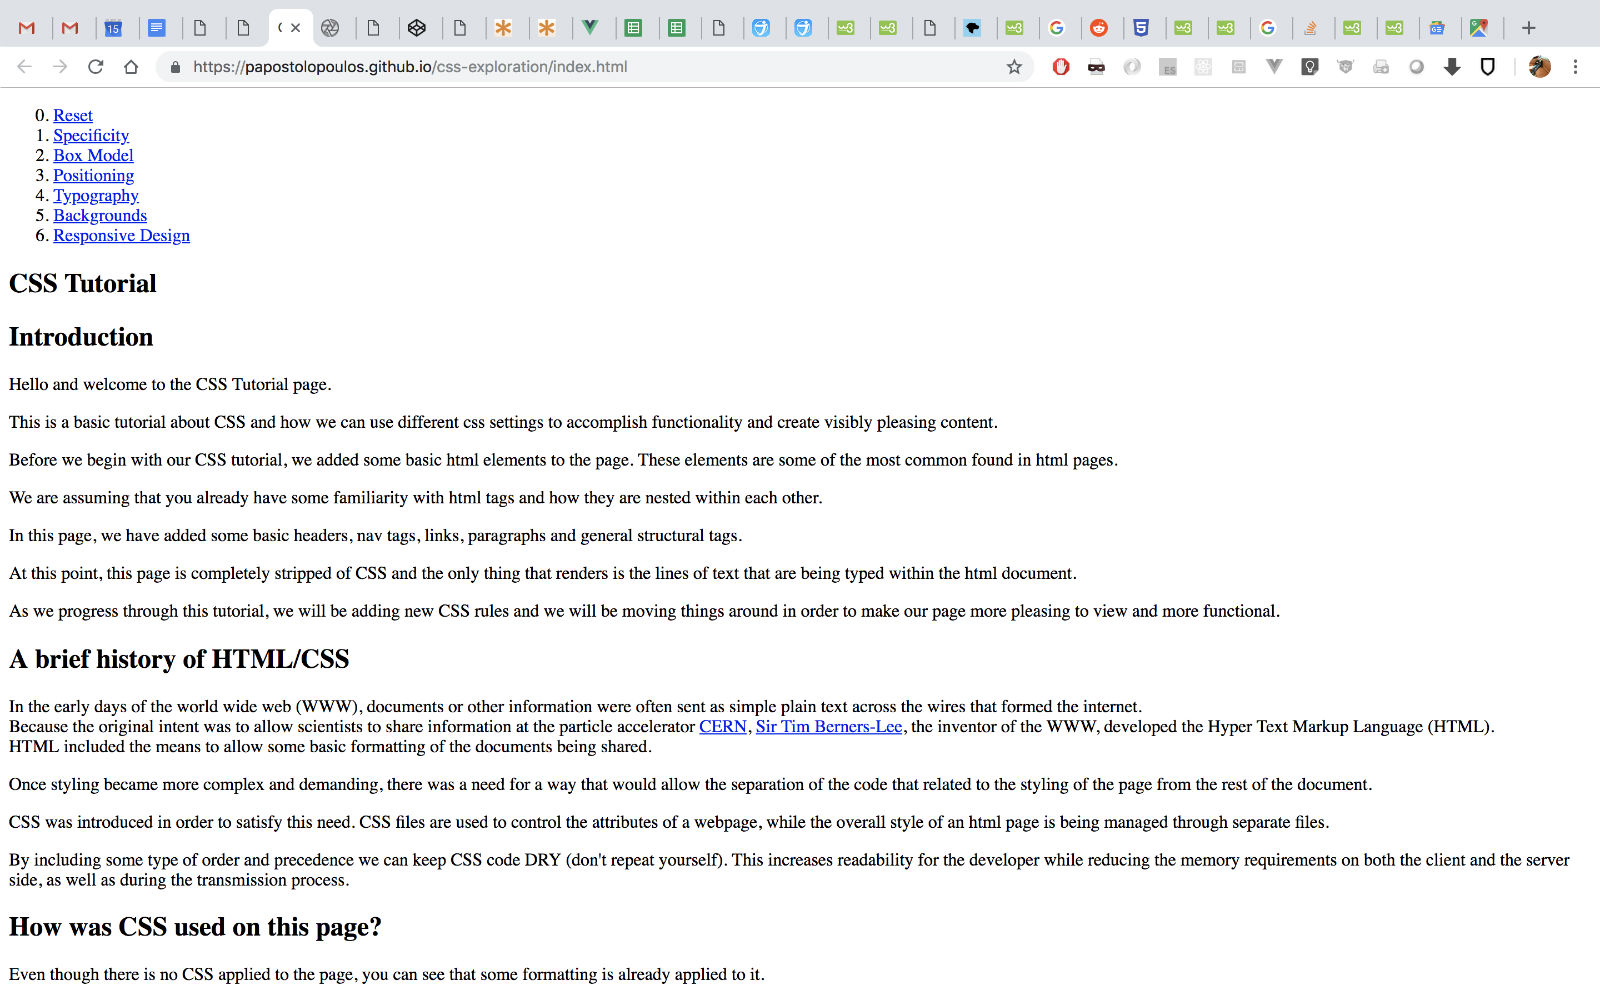 15
https://papostolopoulos.github.io/css-exploration/index.html
ES
0. Reset
1. Specificity
2. Box Model
3. Positioning
4. Typography
5. Backgrounds
6. Responsive Design
CSS Tutorial
Introduction
Hello and welcome to the CSS Tutorial page.
This is a basic tutorial about CSS and how we can use different css settings to accomplish functionality and create visibly pleasing content.
Before we begin with our CSS tutorial, we added some basic html elements to the page. These elements are some of the most common found in html pages.
We are assuming that you already have some familiarity with html tags and how they are nested within each other.
In this page, we have added some basic headers, nav tags, links, paragraphs and general structural tags.
At this point, this page is completely stripped of CSS and the only thing that renders is the lines of text that are being typed within the html document.
As we progress through this tutorial, we will be adding new CSS rules and we will be moving things around in order to make our page more pleasing to view and more functional.
A brief history of HTML/CSS
In the early days of the world wide web (WWW), documents or other information were often sent as simple plain text across the wires that formed the internet.
Because the original intent was to allow scientists to share information at the particle accelerator CERN, Sir Tim Berners-Lee, the inventor of the WWW, developed the Hyper Text Markup Language (HTML).
HTML included the means to allow some basic formatting of the documents being shared.
Once styling became more complex and demanding, there was a need for a way that would allow the separation of the code that related to the styling of the page from the rest of the document.
CSS was introduced in order to satisfy this need. CSS files are used to control the attributes of a webpage, while the overall style of an html page is being managed through separate files.
By including some type of order and precedence we can keep CSS code DRY (don't repeat yourself). This increases readability for the developer while reducing the memory requirements on both the client and the server
side, as well as during the transmission process.
How was CSS used on this page?
Even though there is no CSS applied to the page, you can see that some formatting is already applied to it.